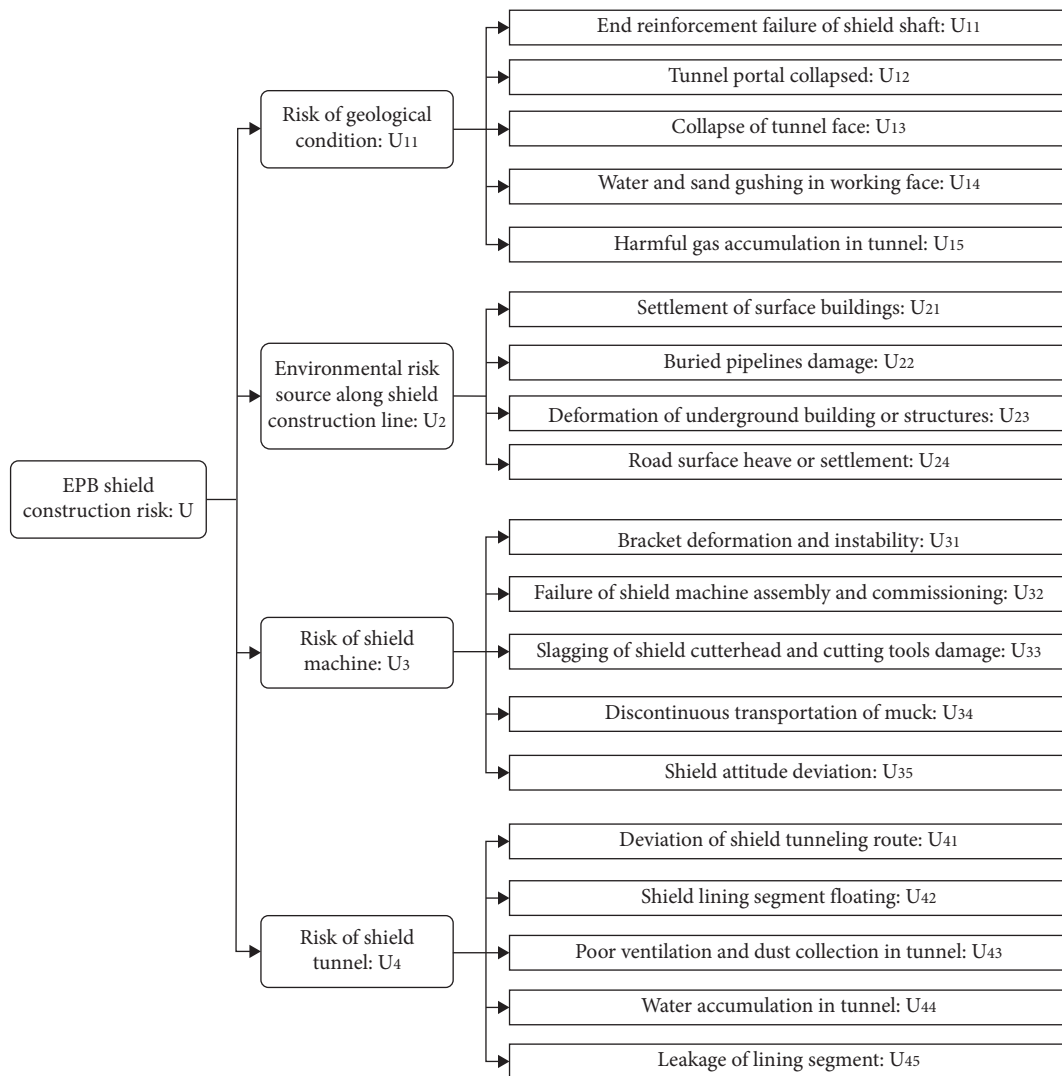 End reinforcement failure of shield shaft: U11
Tunnel portal collapsed: U12
Risk of geological
condition: U11
Collapse of tunnel face: U13
Water and sand gushing in working face: U14
Harmful gas accumulation in tunnel: U15
Settlement of surface buildings: U21
Environmental risk
source along shield
construction line: U2
Buried pipelines damage: U22
Deformation of underground building or structures: U23
Road surface heave or settlement: U24
EPB shield
construction risk: U
Bracket deformation and instability: U31
Failure of shield machine assembly and commissioning: U32
Risk of shield
machine: U3
Slagging of shield cutterhead and cutting tools damage: U33
Discontinuous transportation of muck: U34
Shield attitude deviation: U35
Deviation of shield tunneling route: U41
Shield lining segment floating: U42
Risk of shield
tunnel: U4
Poor ventilation and dust collection in tunnel: U43
Water accumulation in tunnel: U44
Leakage of lining segment: U45